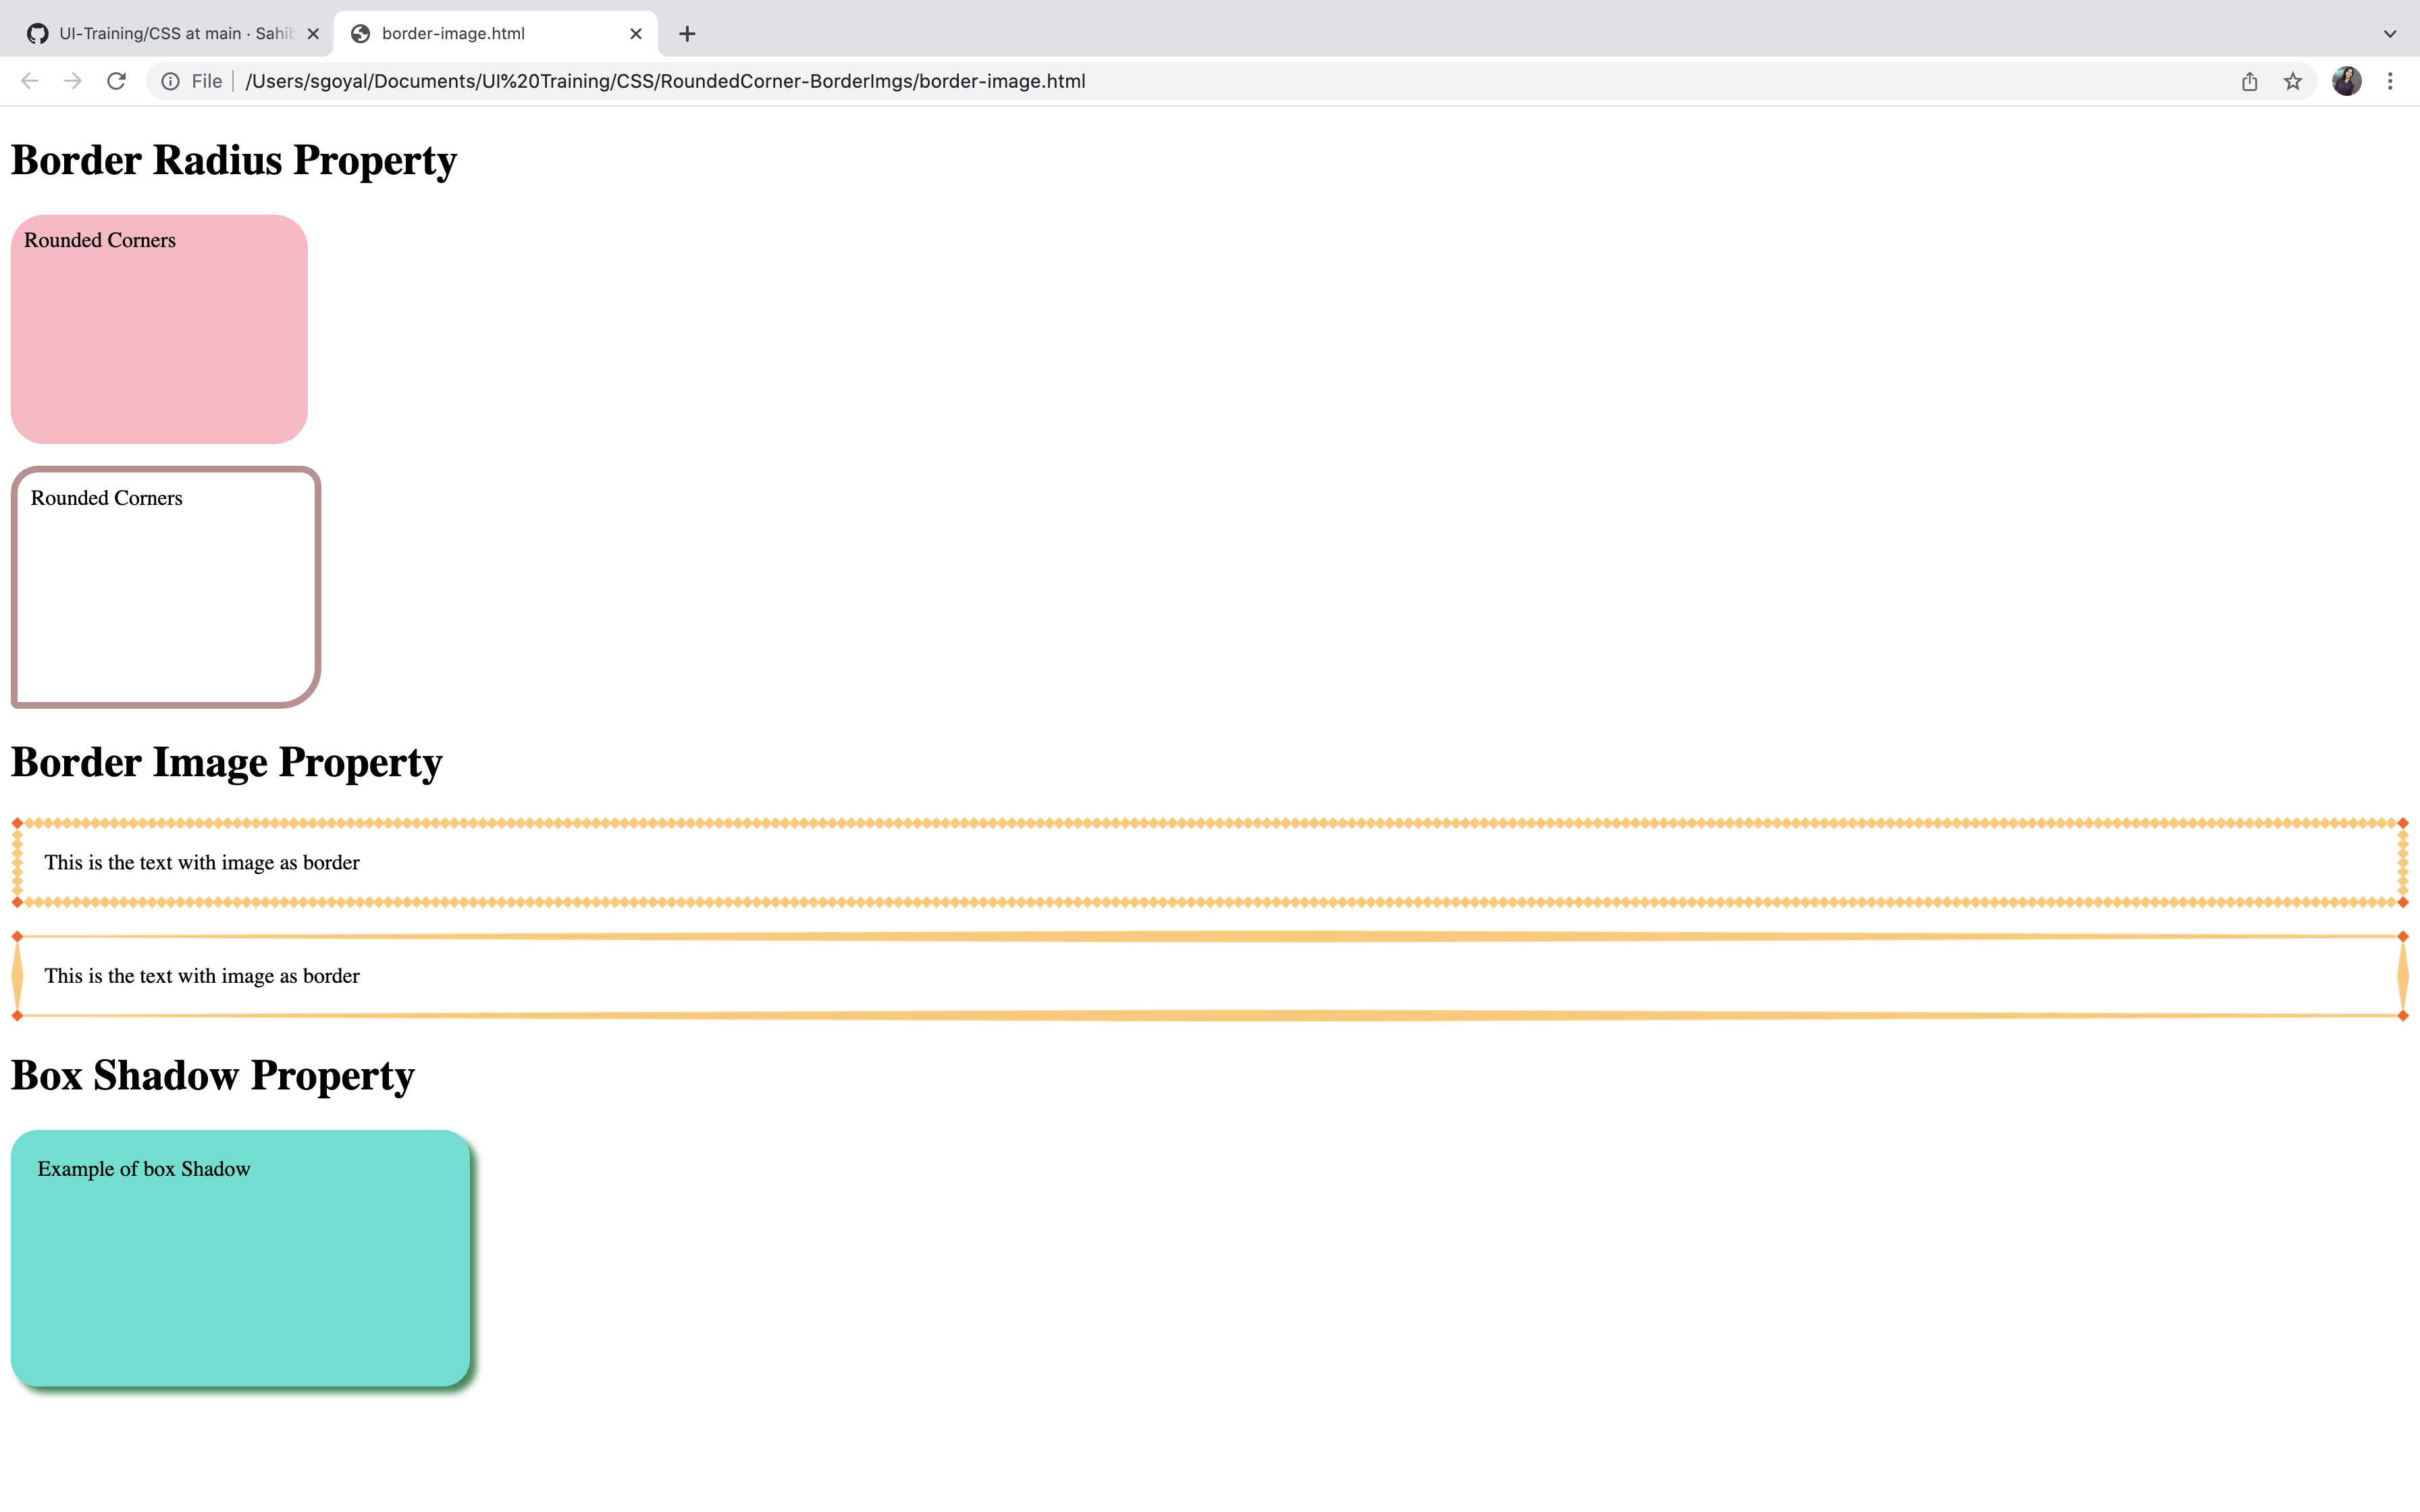 UI-Training/CSS at main · Sahib
border-image.html
File
/Users/sgoyal/Documents/UI%20Training/CSS/RoundedCorner-BorderImgs/border-image.html
Border Radius Property
Rounded Corners
Rounded Corners
Border Image Property
This is the text with image as border
This is the text with image as border
Box Shadow Property
Example of box Shadow